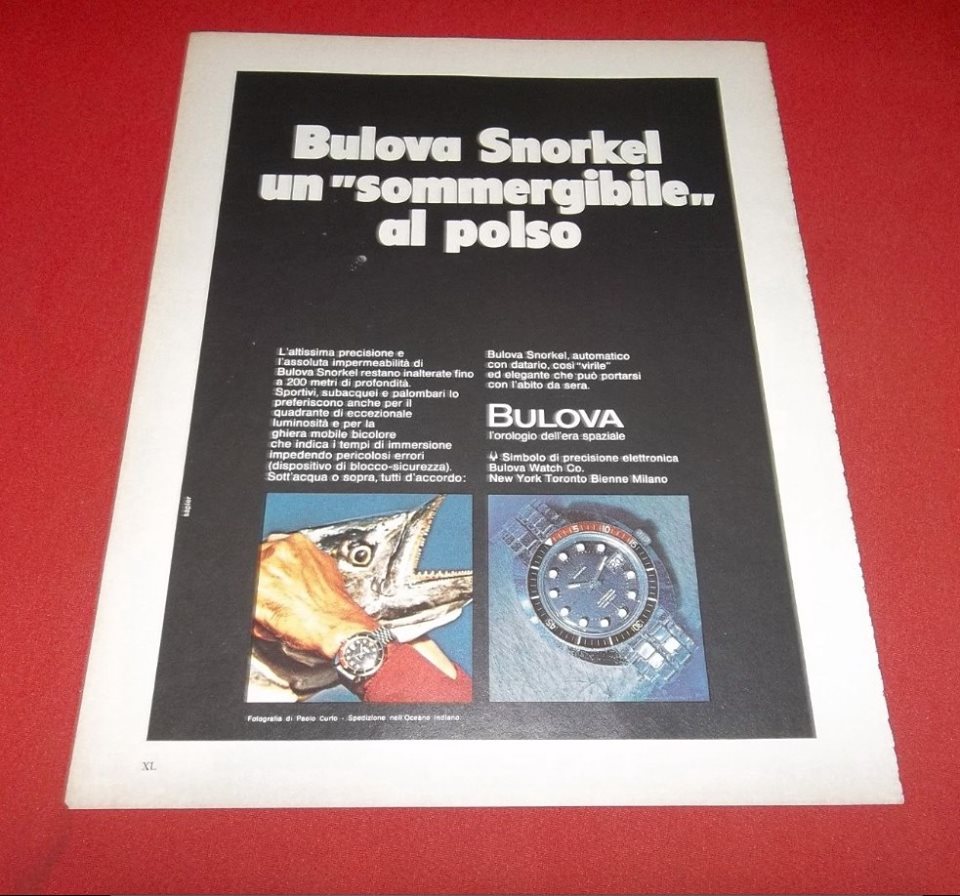 Bulova Snorkel
un "sommergibile"
al polso
L'altissima precisione e
l'assoluta impermeabilità di
Bulova Snorkel restano inalterate fino
a 200 metri di profondità.
Sportivi, subacquei e palombari lo
preferiscono anche per il
quadrante di eccezionale
luminosità e per la
ghiera mobile bicolore
che indica i tempi di immersione
impedendo pericolosi errori
(dispositivo di blocco-sicurezza).
Sott'acqua o sopra, tutti d'accordo:
Bulova Snorkel, automatico
con datario, così "virile"
ed elegante che può portarsi
con l'abito da sera.
BULOVA
l'orologio dell'era spaziale
Simbolo di precisione elettronica
Bulova Watch Co.
New York Toronto Bienne Milano
5 10 15
30
45
Fotografia di Paolo Curto - Spedizione nell'Oceano Indiano.
XL